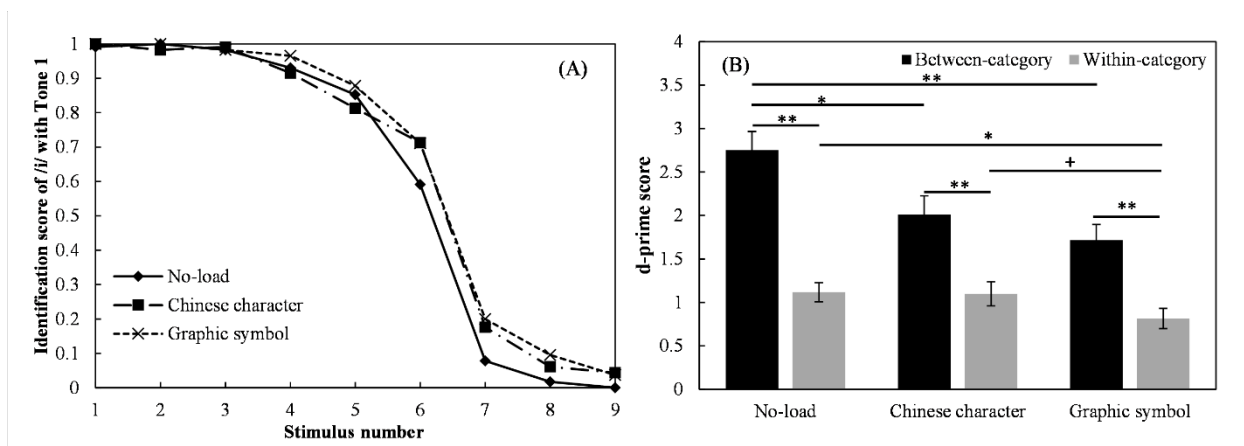 (A)
Identification score of /i/ with Tone 1
1
0.9
0.8
0.7
0.6
0.5
0.4
0.3
0.2
0.1
0
No-load
Chinese character
Graphic symbol
1 2 3 4 5 6 7 8 9
Stimulus number
(B)
Between-category Within-category
d-prime score
4
3.5
3
2.5
2
1.5
1
0.5
0
**
*
**
*
+
**
**
No-load Chinese character Graphic symbol